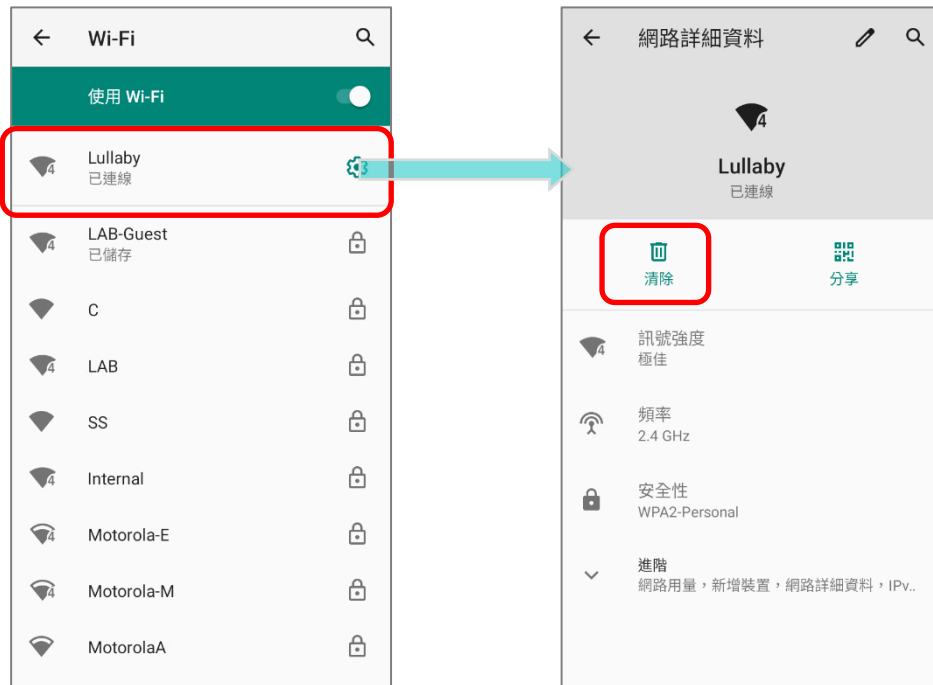 Wi-Fi
使用 Wi-Fi
Lullaby
已連線
LAB-Guest
已儲存
C
LAB
SS
Internal
Motorola-E
Motorola-M
MotorolaA
網路詳細資料
4
Lullaby
已連線
清除
分享
訊號強度
極佳
頻率
2.4 GHz
安全性
WPA2-Personal
進階
網路用量，新增裝置，網路詳細資料，IPv..